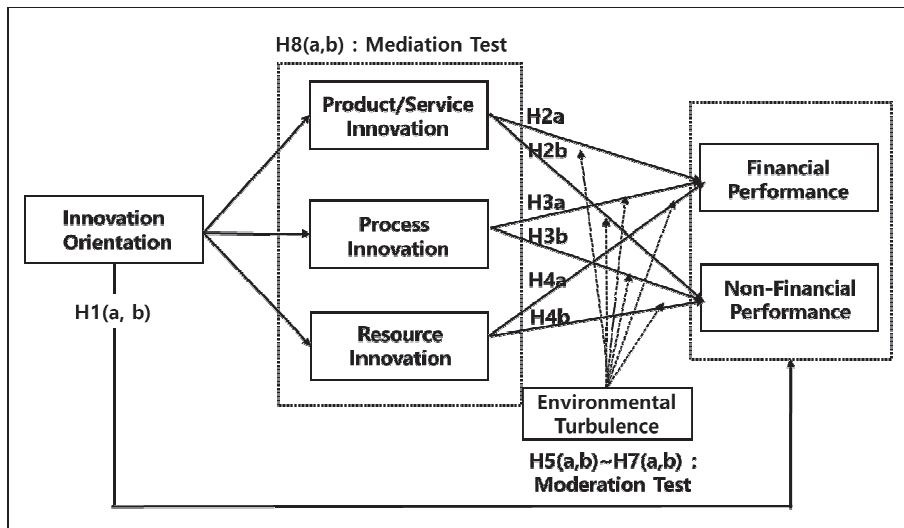 H8(a,b) : Mediation Test
Product/Service
Innovation
H2a
H2b
Financial
Performance
Innovation
Orientation
Process
Innovation
H3a
H3b
H1(a, b)
Resource
Innovation
H4a
H4b
Non-Financial
Performance
Environmental
Turbulence
H5(a,b)~H7(a,b) :
Moderation Test